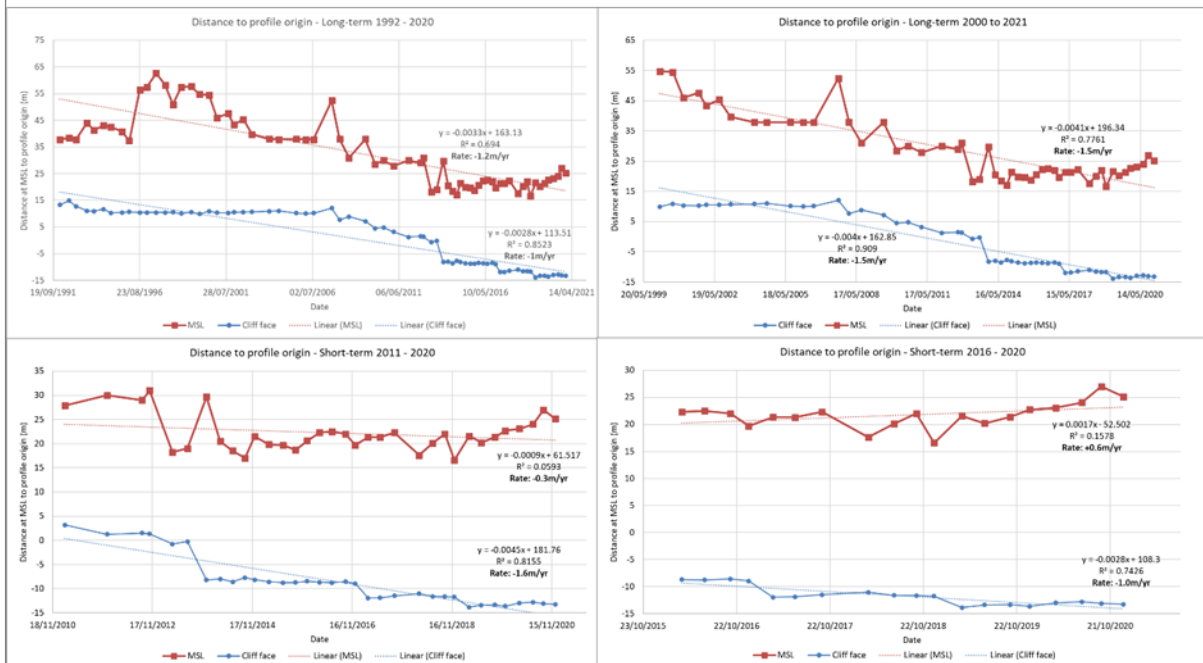 Distance to profile origin - Long-term 1992 - 2020
Distance at MSL to profile origin (m)
75
65
55
45
35
25
15
5
-5
-15
y = -0.0033x + 163.13
R² = 0.694
Rate: -1.2m/yr
y = -0.0028x + 113.51
R² = 0.8523
Rate: -1m/yr
19/09/1991 23/08/1996 28/07/2001 02/07/2006 06/06/2011 10/05/2016 14/04/2021
Date
MSL Cliff face Linear (MSL) Linear (Cliff face)
Distance to profile origin - Long-term 2000 to 2021
Distance at MSL to profile origin (m)
65
55
45
35
25
15
5
-5
-15
y = -0.0041x + 196.34
R² = 0.7761
Rate: -1.5m/yr
y = -0.004x + 162.85
R² = 0.909
Rate: -1.5m/yr
20/05/1999 19/05/2002 18/05/2005 17/05/2008 17/05/2011 16/05/2014 15/05/2017 14/05/2020
Date
Cliff face MSL Linear (Cliff face) Linear (MSL)
Distance to profile origin - Short-term 2011 - 2020
Distance at MSL to profile origin (m)
35
30
25
20
15
10
5
0
-5
-10
-15
y = -0.0009x + 61.517
R² = 0.0593
Rate: -0.3m/yr
y = -0.0045x + 181.76
R² = 0.8155
Rate: -1.6m/yr
18/11/2010 17/11/2012 17/11/2014 16/11/2016 16/11/2018 15/11/2020
Date
MSL Cliff face Linear (MSL) Linear (Cliff face)
Distance to profile origin - Short-term 2016 - 2020
Distance at MSL to profile origin (m)
30
25
20
15
10
5
0
-5
-10
-15
y = 0.0017x - 52.502
R² = 0.1578
Rate: +0.6m/yr
y = -0.0028x + 108.3
R² = 0.7426
Rate: -1.0m/yr
23/10/2015 22/10/2016 22/10/2017 22/10/2018 22/10/2019 21/10/2020
Date
MSL Cliff face Linear (MSL) Linear (Cliff face)